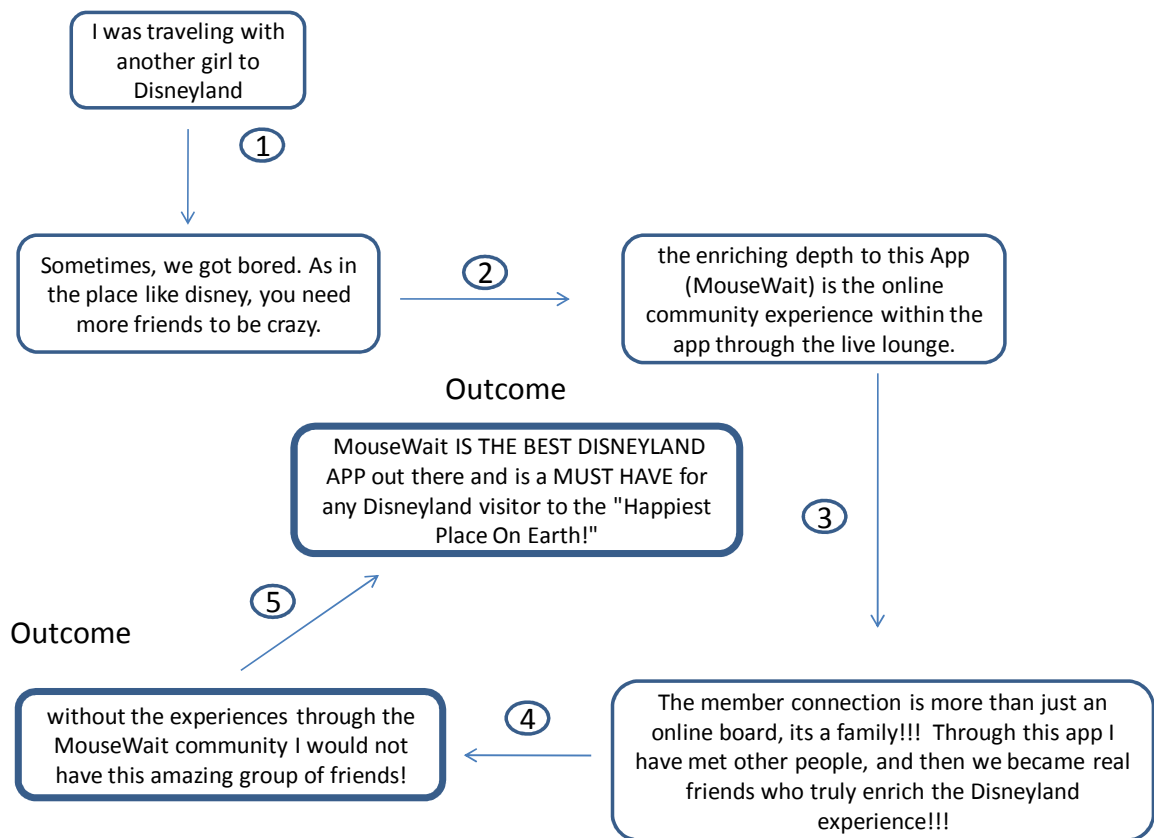 I was traveling with
another girl to
Disneyland
1
Sometimes, we got bored. As in
the place like disney, you need
more friends to be crazy.
2
the enriching depth to this App
(MouseWait) is the online
community experience within the
app through the live lounge.
3
The member connection is more than just an
online board, its a family!!! Through this app I
have met other people, and then we became real
friends who truly enrich the Disneyland
experience!!!
4
Outcome
without the experiences through the
MouseWait community I would not
have this amazing group of friends!
5
Outcome
MouseWait IS THE BEST DISNEYLAND
APP out there and is a MUST HAVE for
any Disneyland visitor to the "Happiest
Place On Earth!"